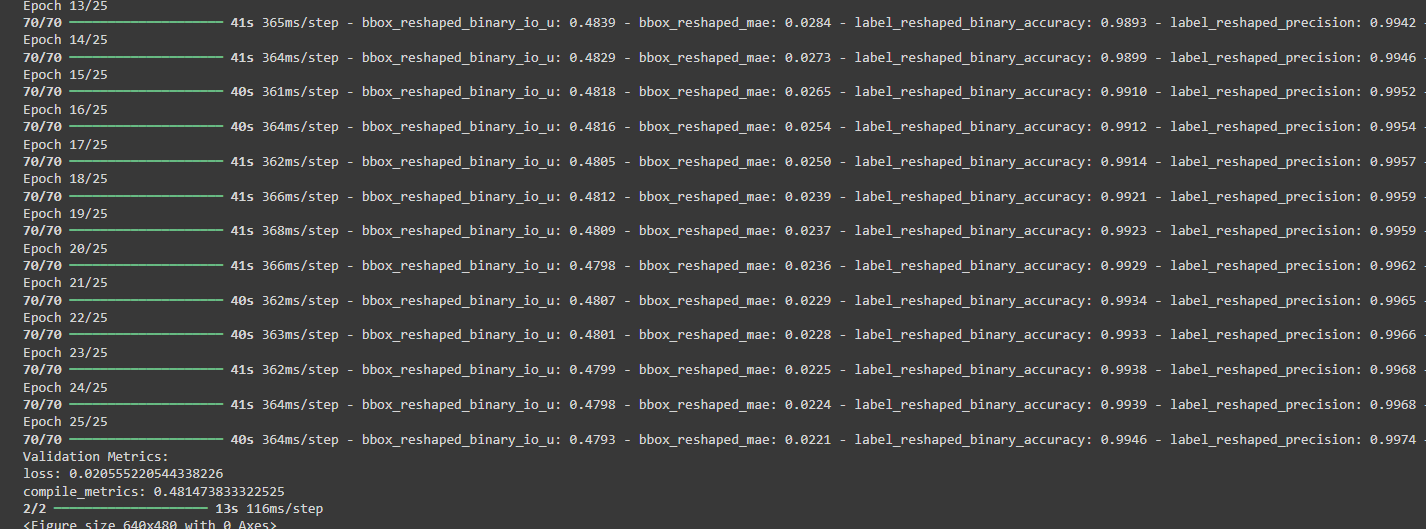 Epoch 13/25
70/70 ━━━━━━━━━━━━━━━━━━━━ 41s 365ms/step - bbox_reshaped_binary_io_u: 0.4839 - bbox_reshaped_mae: 0.0284 - label_reshaped_binary_accuracy: 0.9893 - label_reshaped_precision: 0.9942
Epoch 14/25
70/70 ━━━━━━━━━━━━━━━━━━━━ 41s 364ms/step - bbox_reshaped_binary_io_u: 0.4829 - bbox_reshaped_mae: 0.0273 - label_reshaped_binary_accuracy: 0.9899 - label_reshaped_precision: 0.9946
Epoch 15/25
70/70 ━━━━━━━━━━━━━━━━━━━━ 40s 361ms/step - bbox_reshaped_binary_io_u: 0.4818 - bbox_reshaped_mae: 0.0265 - label_reshaped_binary_accuracy: 0.9910 - label_reshaped_precision: 0.9952
Epoch 16/25
70/70 ━━━━━━━━━━━━━━━━━━━━ 40s 364ms/step - bbox_reshaped_binary_io_u: 0.4816 - bbox_reshaped_mae: 0.0254 - label_reshaped_binary_accuracy: 0.9912 - label_reshaped_precision: 0.9954
Epoch 17/25
70/70 ━━━━━━━━━━━━━━━━━━━━ 41s 362ms/step - bbox_reshaped_binary_io_u: 0.4805 - bbox_reshaped_mae: 0.0250 - label_reshaped_binary_accuracy: 0.9914 - label_reshaped_precision: 0.9957
Epoch 18/25
70/70 ━━━━━━━━━━━━━━━━━━━━ 41s 366ms/step - bbox_reshaped_binary_io_u: 0.4812 - bbox_reshaped_mae: 0.0239 - label_reshaped_binary_accuracy: 0.9921 - label_reshaped_precision: 0.9959
Epoch 19/25
70/70 ━━━━━━━━━━━━━━━━━━━━ 41s 368ms/step - bbox_reshaped_binary_io_u: 0.4809 - bbox_reshaped_mae: 0.0237 - label_reshaped_binary_accuracy: 0.9923 - label_reshaped_precision: 0.9959
Epoch 20/25
70/70 ━━━━━━━━━━━━━━━━━━━━ 41s 366ms/step - bbox_reshaped_binary_io_u: 0.4798 - bbox_reshaped_mae: 0.0236 - label_reshaped_binary_accuracy: 0.9929 - label_reshaped_precision: 0.9962
Epoch 21/25
70/70 ━━━━━━━━━━━━━━━━━━━━ 40s 362ms/step - bbox_reshaped_binary_io_u: 0.4807 - bbox_reshaped_mae: 0.0229 - label_reshaped_binary_accuracy: 0.9934 - label_reshaped_precision: 0.9965
Epoch 22/25
70/70 ━━━━━━━━━━━━━━━━━━━━ 40s 363ms/step - bbox_reshaped_binary_io_u: 0.4801 - bbox_reshaped_mae: 0.0228 - label_reshaped_binary_accuracy: 0.9933 - label_reshaped_precision: 0.9966
Epoch 23/25
70/70 ━━━━━━━━━━━━━━━━━━━━ 41s 362ms/step - bbox_reshaped_binary_io_u: 0.4799 - bbox_reshaped_mae: 0.0225 - label_reshaped_binary_accuracy: 0.9938 - label_reshaped_precision: 0.9968
Epoch 24/25
70/70 ━━━━━━━━━━━━━━━━━━━━ 41s 364ms/step - bbox_reshaped_binary_io_u: 0.4798 - bbox_reshaped_mae: 0.0224 - label_reshaped_binary_accuracy: 0.9939 - label_reshaped_precision: 0.9968
Epoch 25/25
70/70 ━━━━━━━━━━━━━━━━━━━━ 40s 364ms/step - bbox_reshaped_binary_io_u: 0.4793 - bbox_reshaped_mae: 0.0221 - label_reshaped_binary_accuracy: 0.9946 - label_reshaped_precision: 0.9974
Validation Metrics:
loss: 0.020555220544338226
compile_metrics: 0.481473833322525
2/2 ━━━━━━━━━━━━━━━━━━━━ 13s 116ms/step
<Figure size 640x480 with 0 Axes>